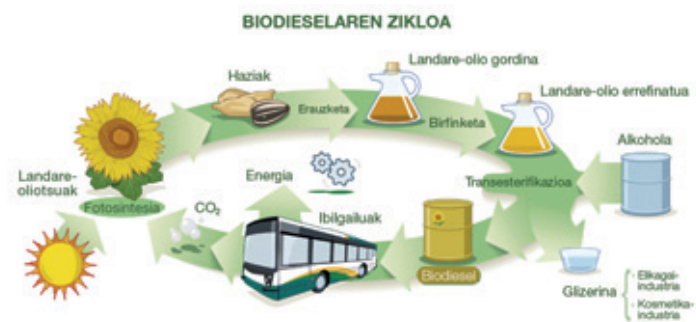 BIODIESELAREN ZIKLOA
Haziak
Erauzketa
Landare-olio gordina
Birfinketa
Landare-olio errefinatua
Alkohola
Transesterifikazioa
Glizerina
- Elikagai-
industria
- Kosmetika-
industria
Biodiesel
Ibilgailuak
Energia
CO₂
Landare-
oliotsuak
Fotosintesia